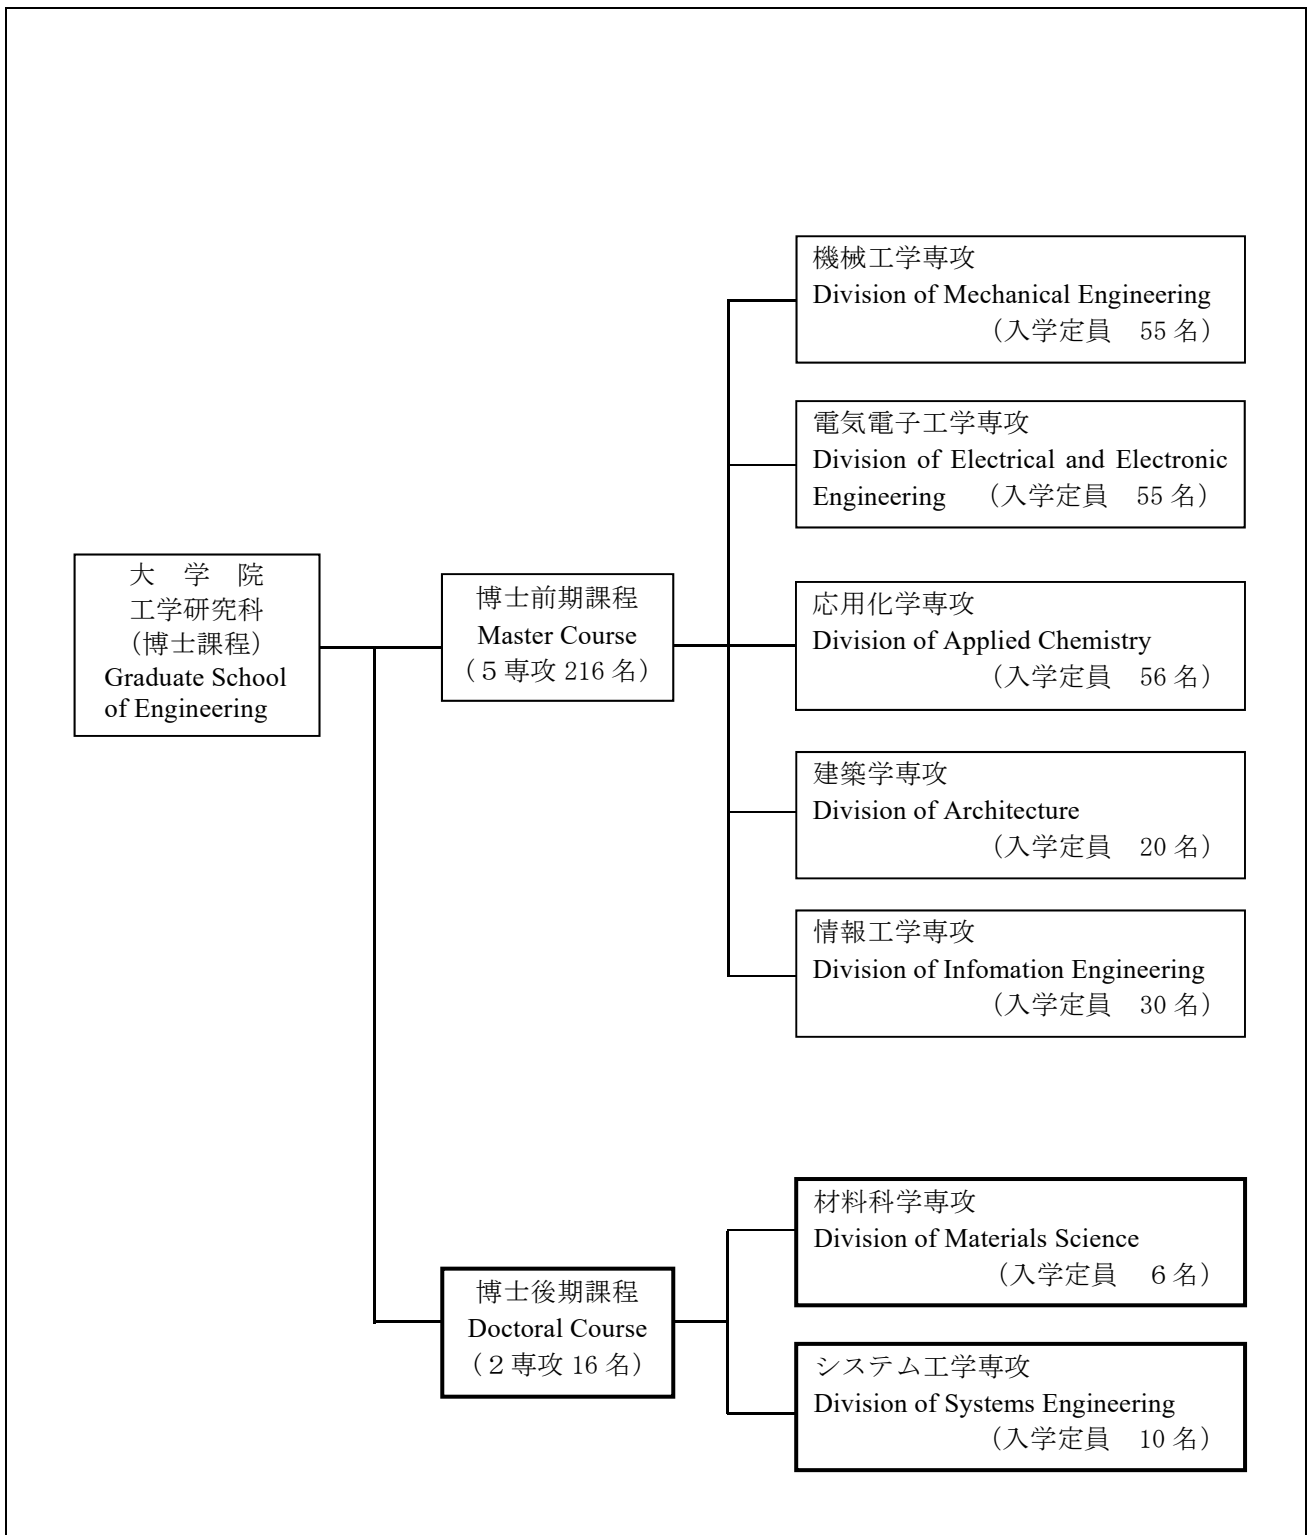 大　学　院
工学研究科
（博士課程）
Graduate School
of Engineering
博士前期課程
Master Course
（５専攻 216 名）
機械工学専攻
Division of Mechanical Engineering
（入学定員　55 名）
電気電子工学専攻
Division of Electrical and Electronic
Engineering　（入学定員　55 名）
応用化学専攻
Division of Applied Chemistry
（入学定員　56 名）
建築学専攻
Division of Architecture
（入学定員　20 名）
情報工学専攻
Division of Infomation Engineering
（入学定員　30 名）
博士後期課程
Doctoral Course
（２専攻 16 名）
材料科学専攻
Division of Materials Science
（入学定員　６名）
システム工学専攻
Division of Systems Engineering
（入学定員　10 名）